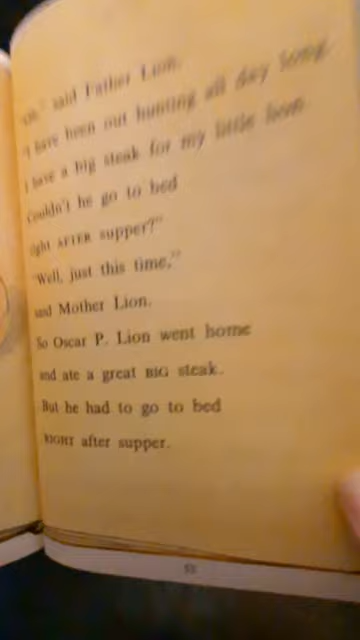 said Father Lion.
"I have been out hunting all day long.
I have a big steak for my little lion.
Couldn't he go to bed
right AFTER supper?"
"Well, just this time,"
said Mother Lion.
So Oscar P. Lion went home
and ate a great BIG steak.
But he had to go to bed
RIGHT after supper.